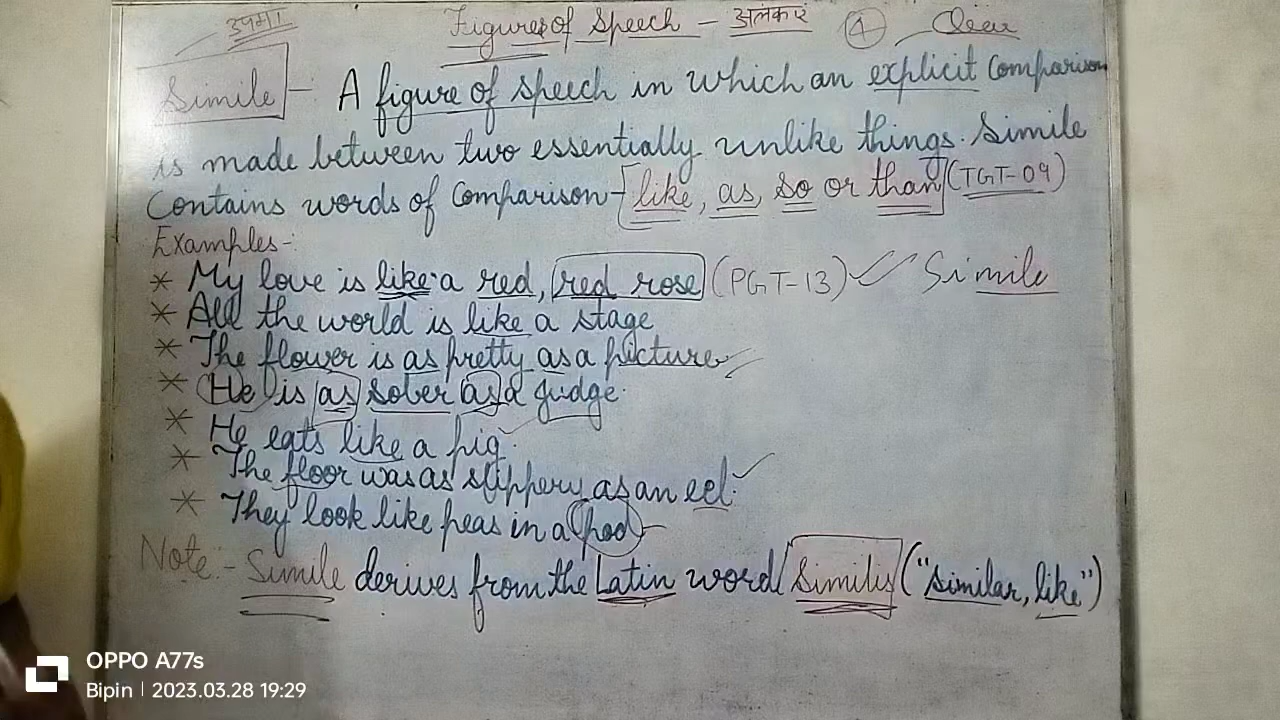 उपमा
Figures of Speech - अलंकार ④ Clear
Simile - A figure of speech in which an explicit comparison
is made between two essentially unlike things. Simile
Contains words of comparison - [like, as, so or than] (TGT-09)
Examples -
* My love is like a red, red rose (PGT-13) ✓ Simile
* All the world is like a stage
* The flower is as pretty as a picture
* He is as sober as a judge.
* He eats like a pig.
* The floor was as slippery as an eel. ✓
* They look like peas in a pod
Note:- Simile derives from the Latin word Similis ("similar, like")
OPPO A77s
Bipin | 2023.03.28 19:29